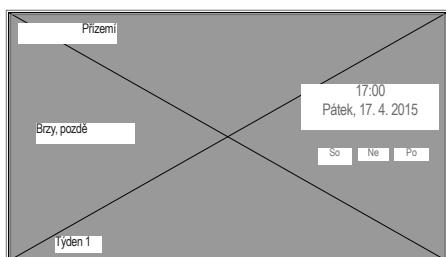 Přízemí
17:00
Pátek, 17. 4. 2015
Brzy, pozdě
So Ne Po
Týden 1